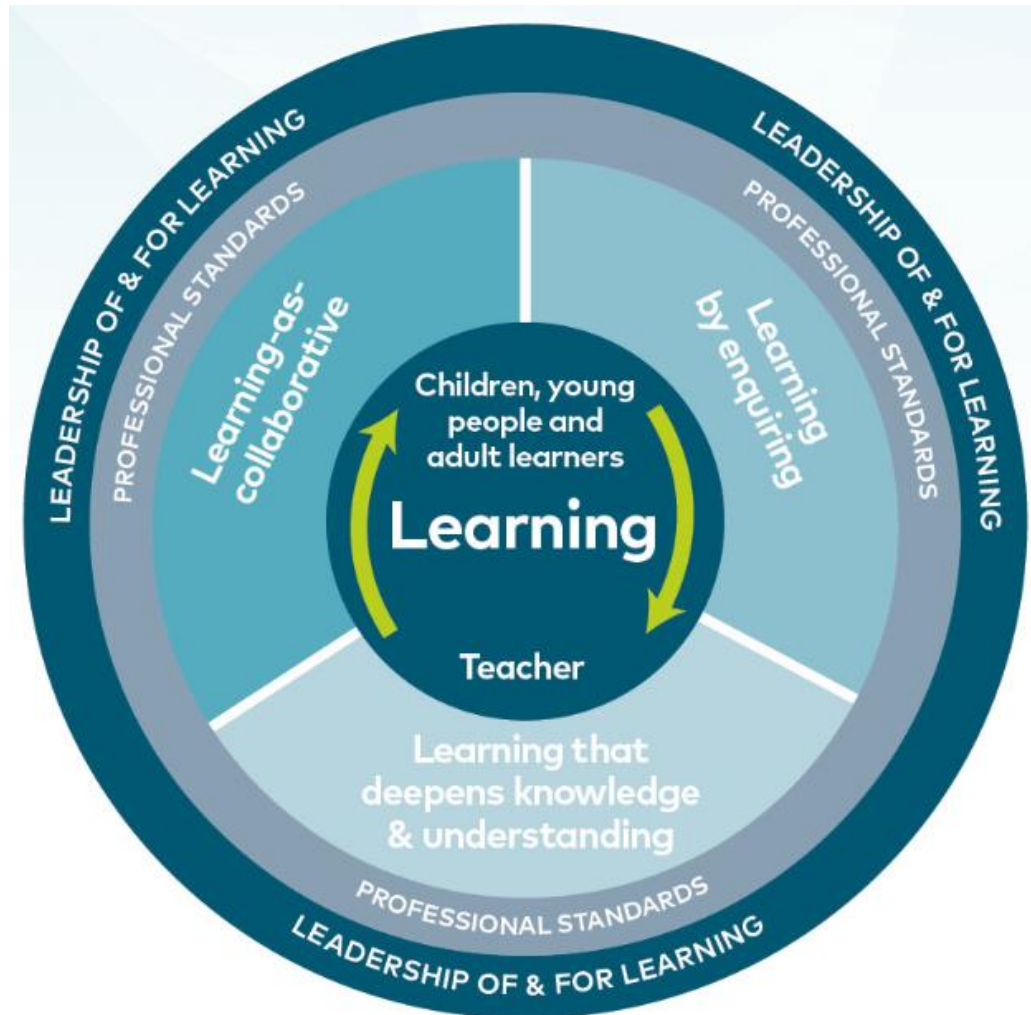 LEADERSHIP OF & FOR LEARNING
LEADERSHIP OF & FOR LEARNING
PROFESSIONAL STANDARDS
PROFESSIONAL STANDARDS
Learning-as-
collaborative
Learning
by enquiring
Children, young
people and
adult learners
Learning
Teacher
Learning that
deepens knowledge
& understanding
PROFESSIONAL STANDARDS
LEADERSHIP OF & FOR LEARNING